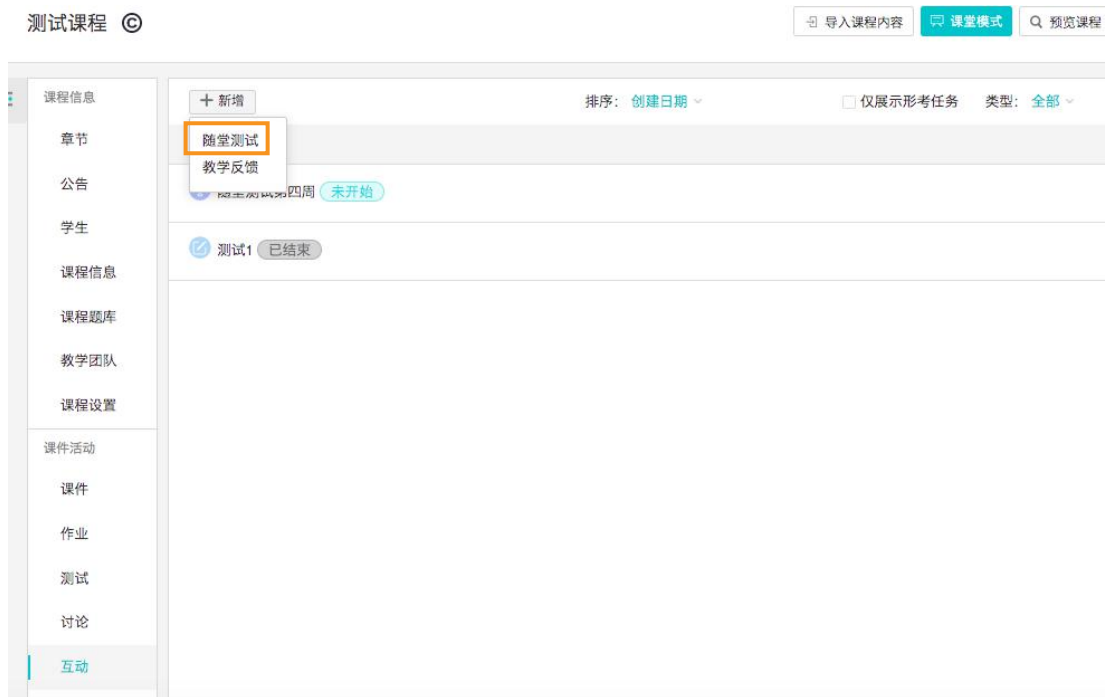 测试课程 ©
导入课程内容 课堂模式 预览课程
课程信息
章节
公告
学生
课程信息
课程题库
教学团队
课程设置
课件活动
课件
作业
测试
讨论
互动
新增 排序: 创建日期 仅展示形考任务 类型: 全部
随堂测试
教学反馈
随堂测试第四周 未开始
测试1 已结束